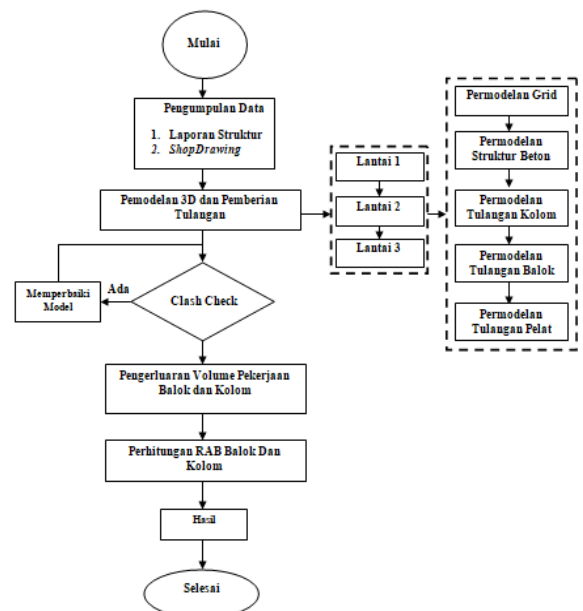 Mulai
Pengumpulan Data
1. Laporan Struktur
2. ShopDrawing
Pemodelan 3D dan Pemberian
Tulangan
Lantai 1
Lantai 2
Lantai 3
Permodelan Grid
Permodelan
Struktur Beton
Permodelan
Tulangan Kolom
Permodelan
Tulangan Balok
Permodelan
Tulangan Pelat
Memperbaiki
Model
Ada
Clash Check
Pengerluaran Volume Pekerjaan
Balok dan Kolom
Perhitungan RAB Balok Dan
Kolom
Hasil
Selesai